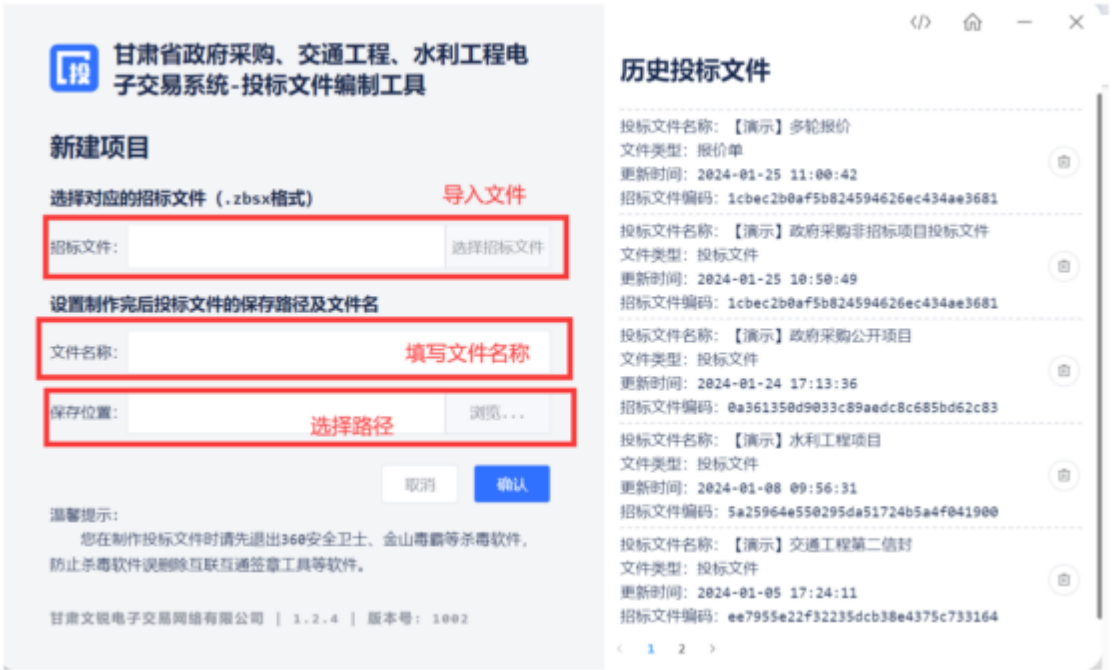 甘肃省政府采购、交通工程、水利工程电
子交易系统-投标文件编制工具
新建项目
选择对应的招标文件（.zbsx格式）
导入文件
招标文件：
选择招标文件
设置制作完后投标文件的保存路径及文件名
文件名称：
填写文件名称
保存位置：
选择路径
浏览...
取消
确认
温馨提示：
您在制作投标文件时请先退出360安全卫士、金山毒霸等杀毒软件，
防止杀毒软件误删除互联互通签章工具等软件。
甘肃文锐电子交易网络有限公司 | 1.2.4 | 版本号: 1002
历史投标文件
投标文件名称：【演示】多轮报价
文件类型：报价单
更新时间：2024-01-25 11:00:42
招标文件编码：1cbec2b0af5b824594626ec434ae3681
投标文件名称：【演示】政府采购非招标项目投标文件
文件类型：投标文件
更新时间：2024-01-25 10:50:49
招标文件编码：1cbec2b0af5b824594626ec434ae3681
投标文件名称：【演示】政府采购公开项目
文件类型：投标文件
更新时间：2024-01-24 17:13:36
招标文件编码：0a361350d9033c89aedc8c685bd62c83
投标文件名称：【演示】水利工程项目
文件类型：投标文件
更新时间：2024-01-08 09:56:31
招标文件编码：5a25964e550295da51724b5a4f041900
投标文件名称：【演示】交通工程第二信封
文件类型：投标文件
更新时间：2024-01-05 17:24:11
招标文件编码：ee7955e22f32235dcb38e4375c733164
1 2